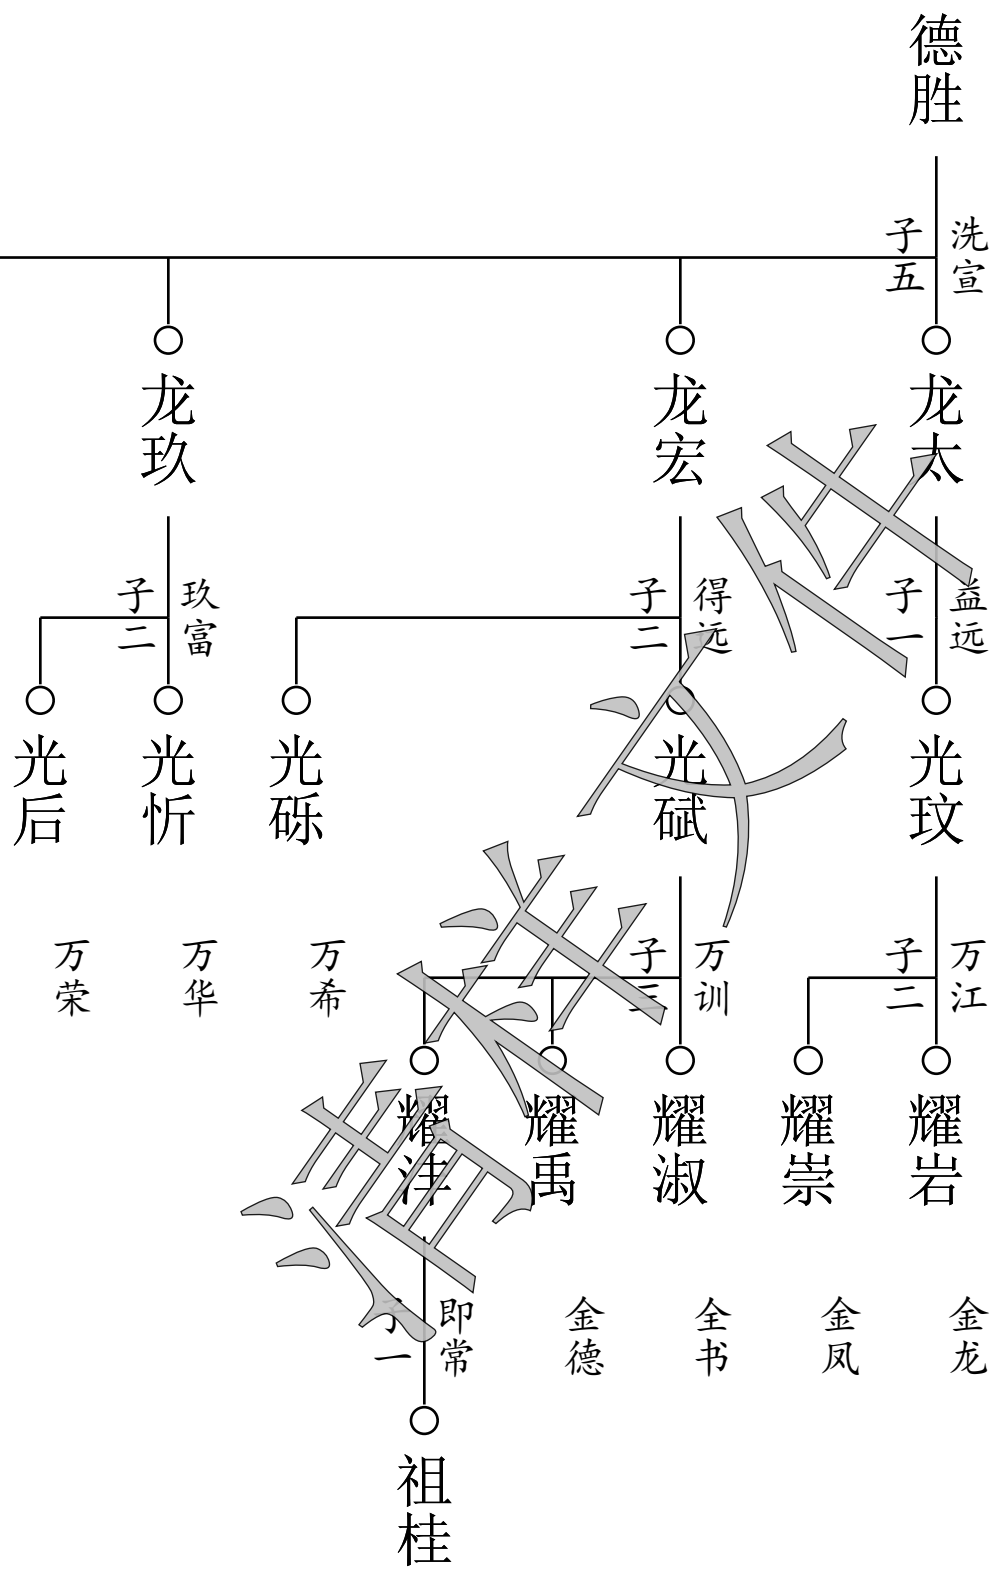 德胜
洗宣
子五
龙太
龙宏
龙玖
益远
子一
得远
子二
玖富
子二
光玟
光碔
光砾
光忻
光后
万江
子二
万训
子三
万希
万华
万荣
耀岩
耀崇
耀淑
耀禹
耀沣
金龙
金凤
全书
金德
即常
子一
祖桂